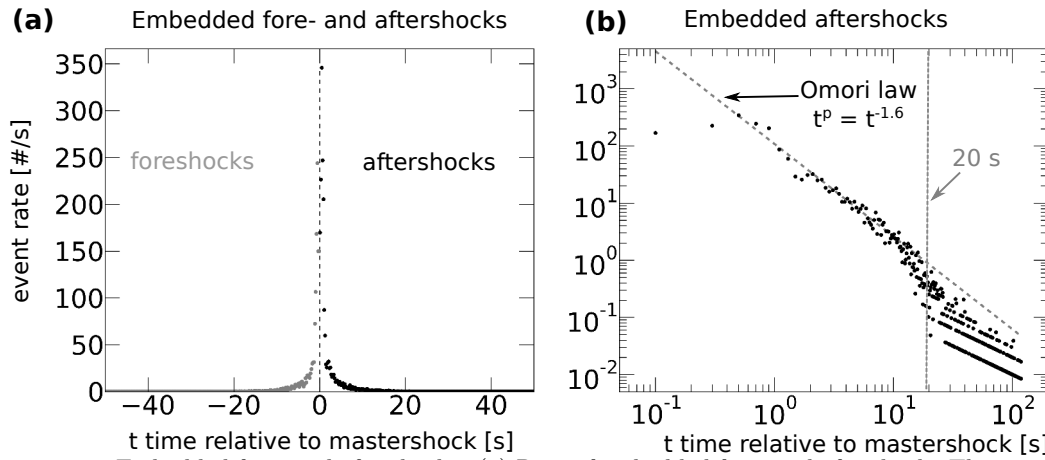 (a) Embedded fore- and aftershocks
350
300
250
200
150
100
50
0
event rate [#/s]
foreshocks
aftershocks
−40 −20 0 20 40
t time relative to mastershock [s]
(b) Embedded aftershocks
10^3
10^2
10^1
10^0
10^-1
10^-2
Omori law
t^p = t^-1.6
20 s
10^-1 10^0 10^1 10^2
t time relative to mastershock [s]